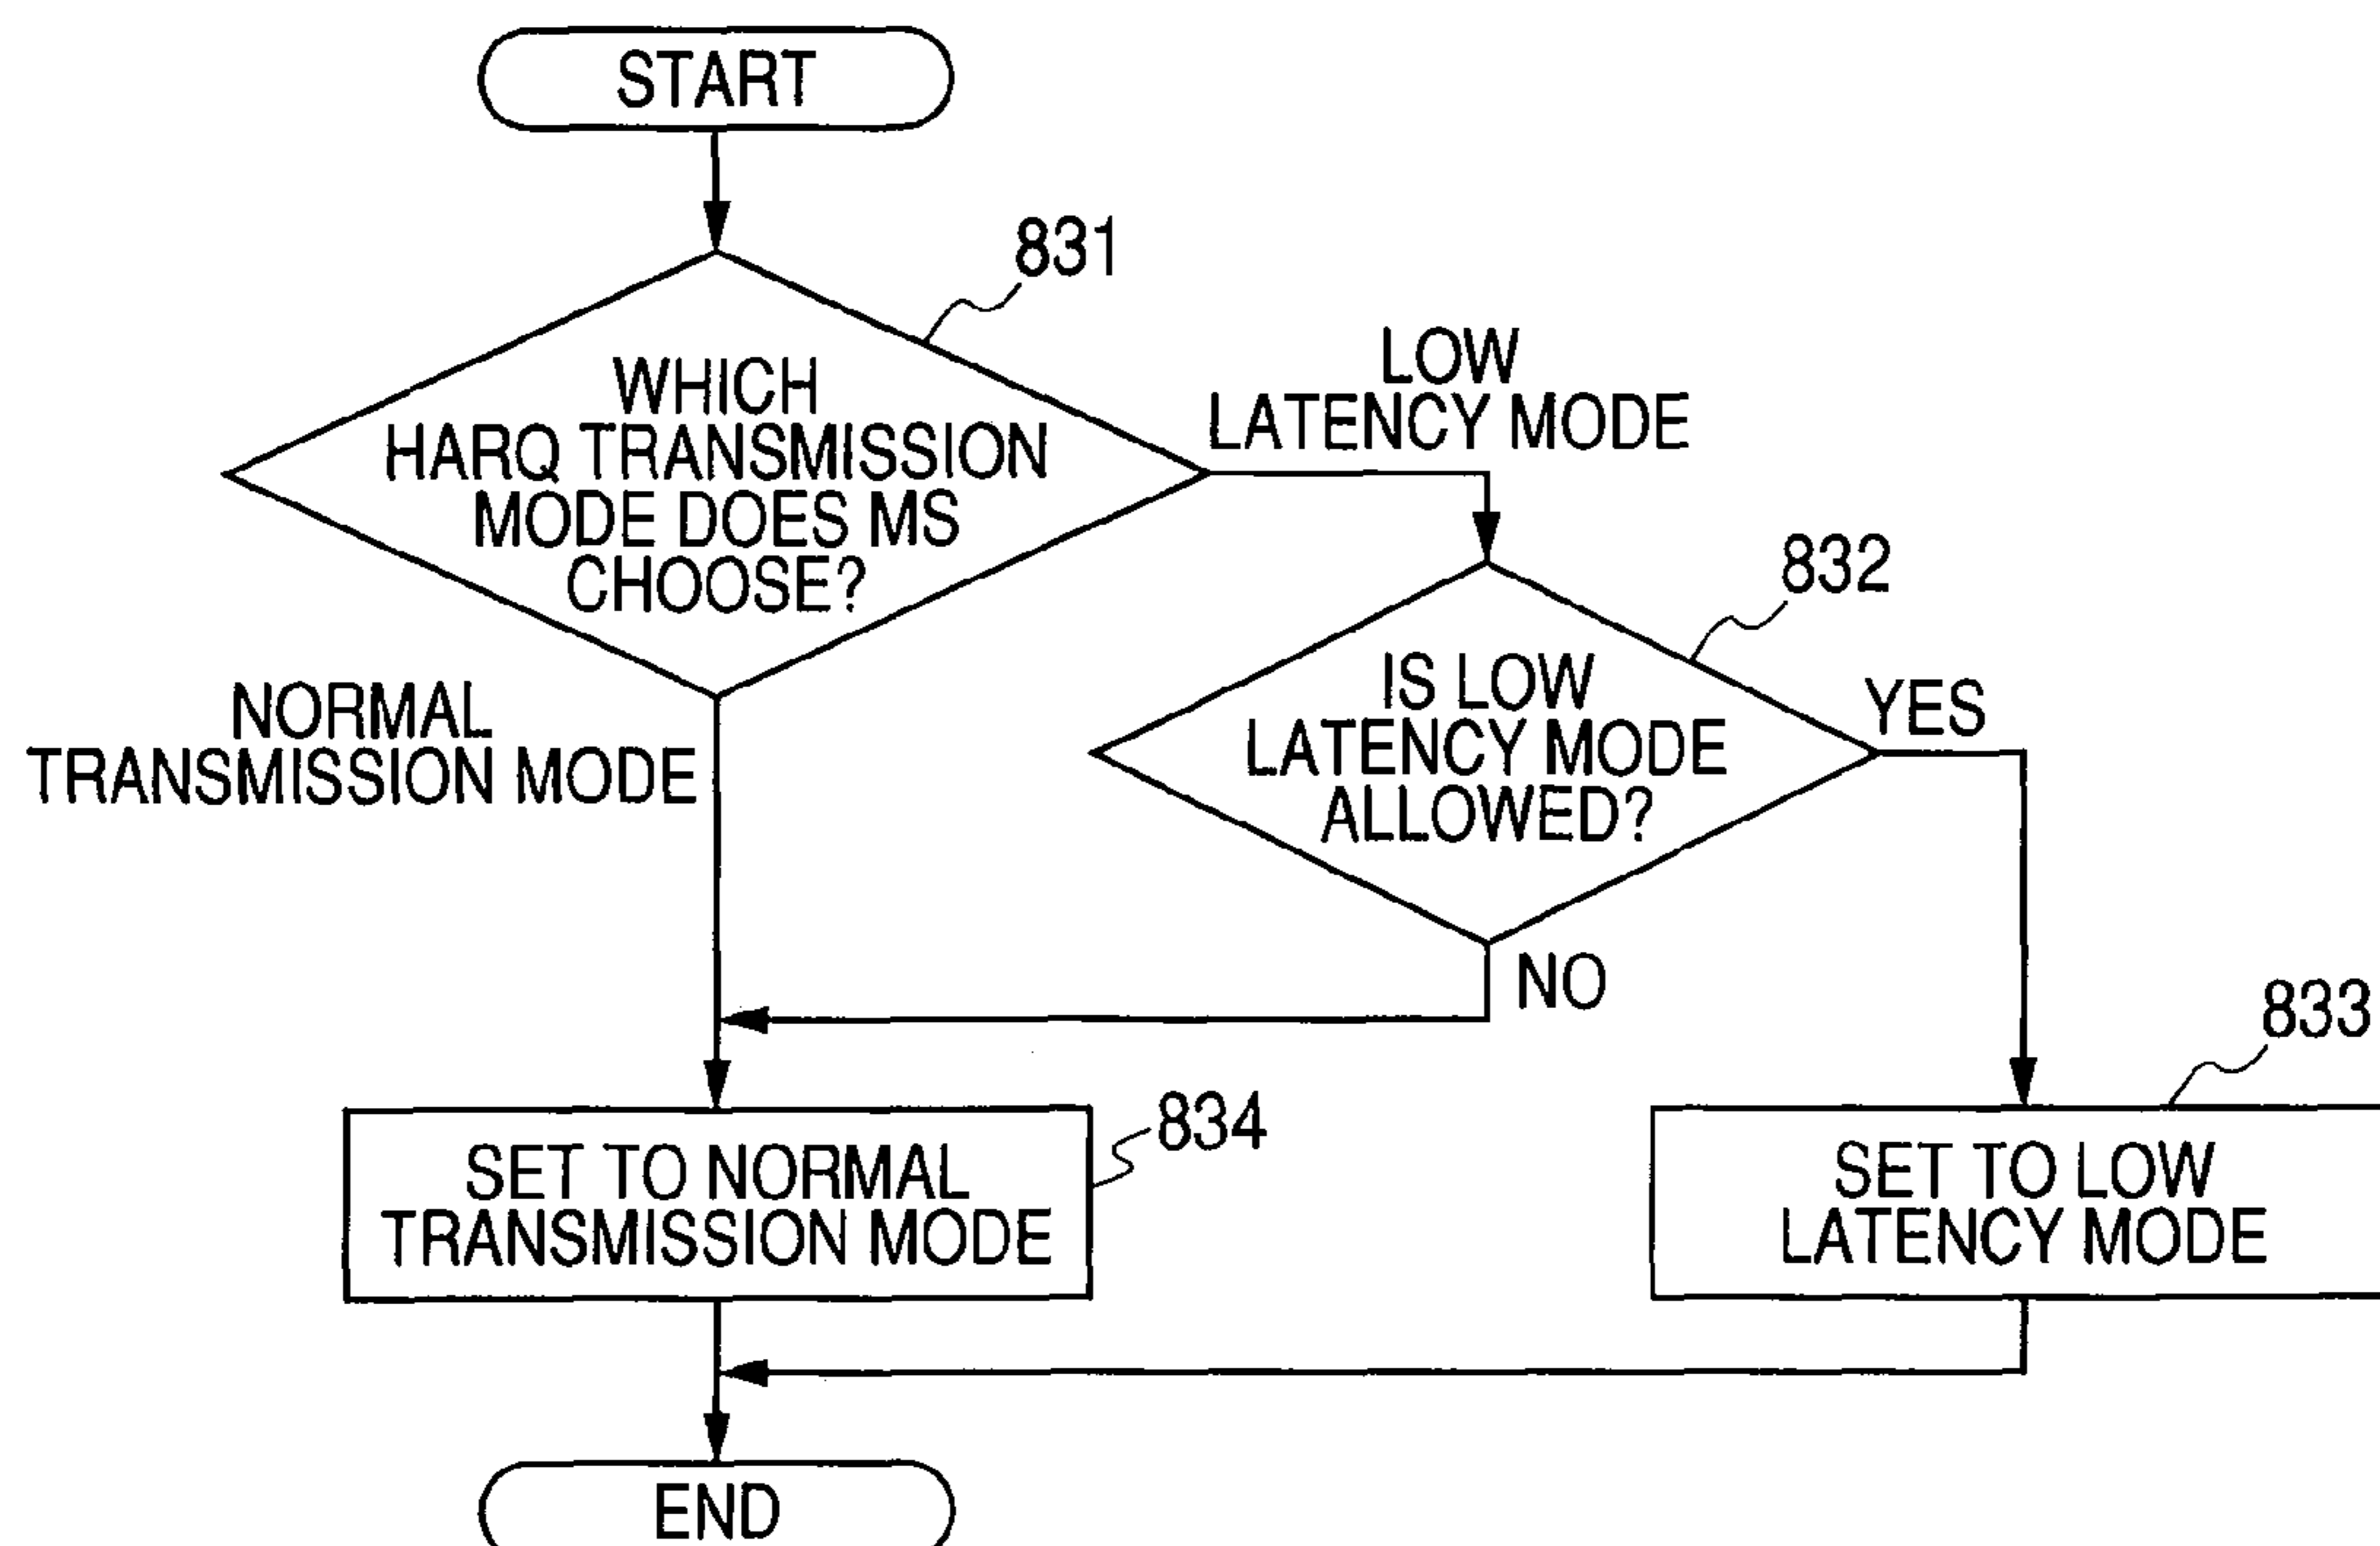 START
831
WHICH
HARQ TRANSMISSION
MODE DOES MS
CHOOSE?
LOW
LATENCY MODE
832
IS LOW
LATENCY MODE
ALLOWED?
YES
NORMAL
TRANSMISSION MODE
NO
833
834
SET TO NORMAL
TRANSMISSION MODE
SET TO LOW
LATENCY MODE
END